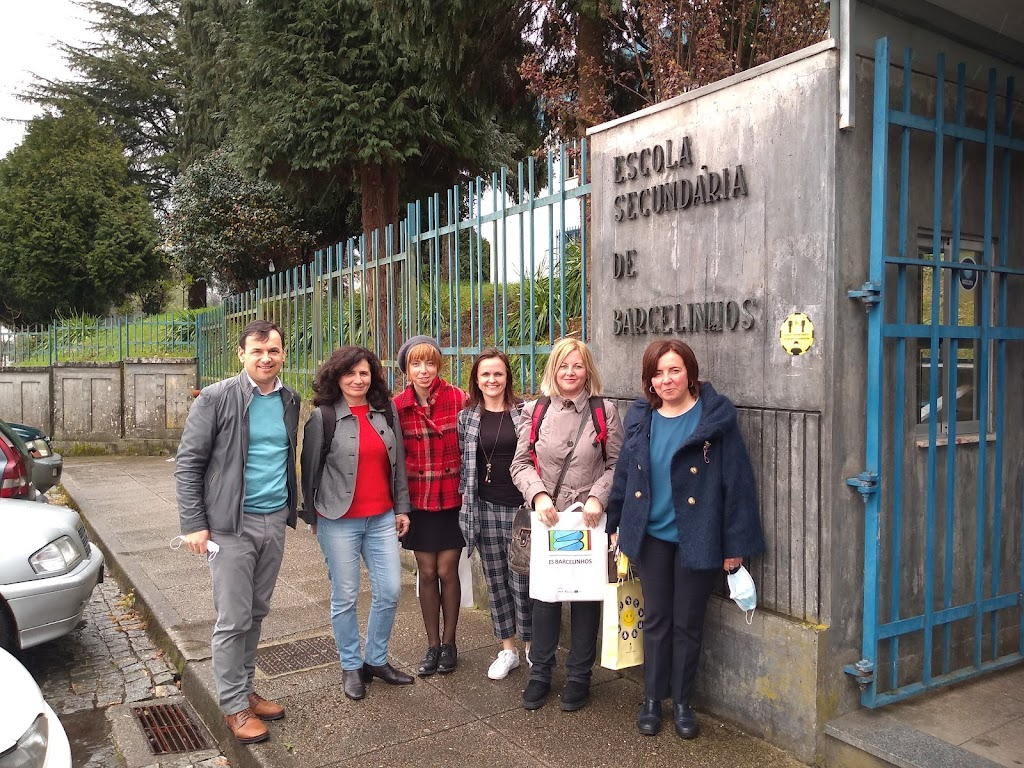 ESCOLA
SECUNDÁRIA
DE
BARCELINHOS
ES BARCELINHOS